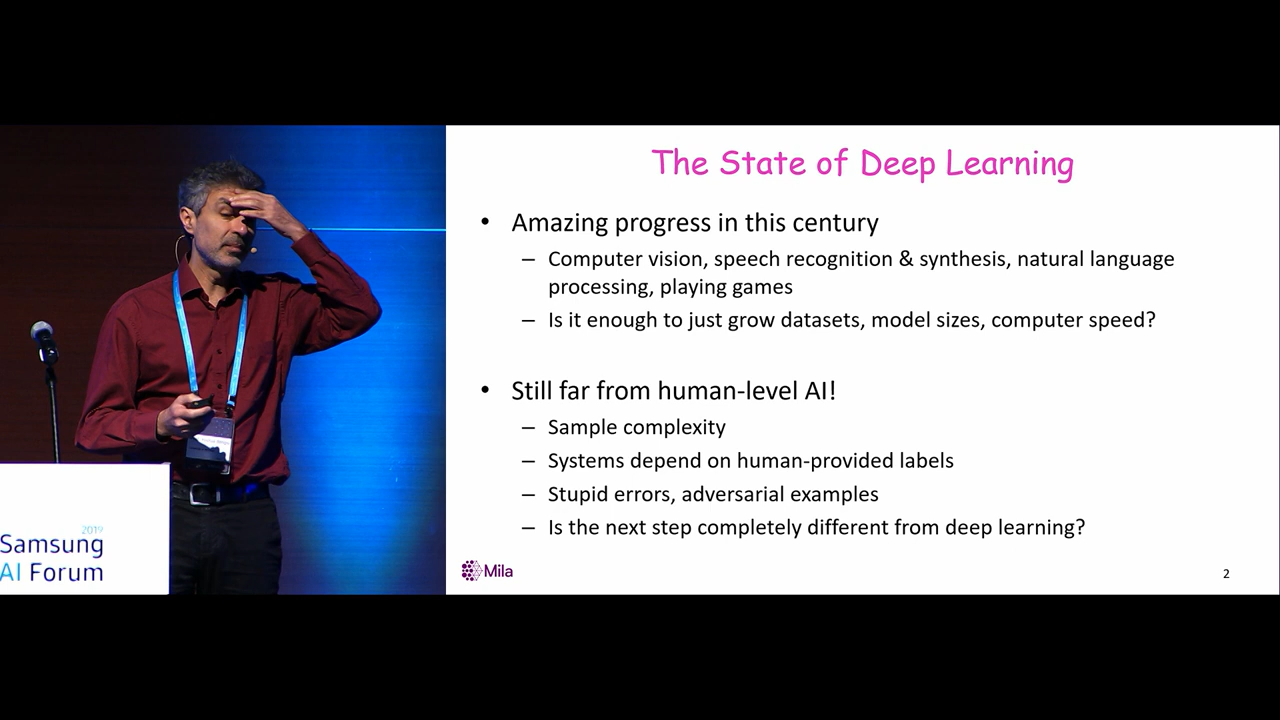 The State of Deep Learning
• Amazing progress in this century
– Computer vision, speech recognition & synthesis, natural language
processing, playing games
– Is it enough to just grow datasets, model sizes, computer speed?
• Still far from human-level AI!
– Sample complexity
– Systems depend on human-provided labels
– Stupid errors, adversarial examples
– Is the next step completely different from deep learning?
Mila
2
2019
Samsung
AI Forum